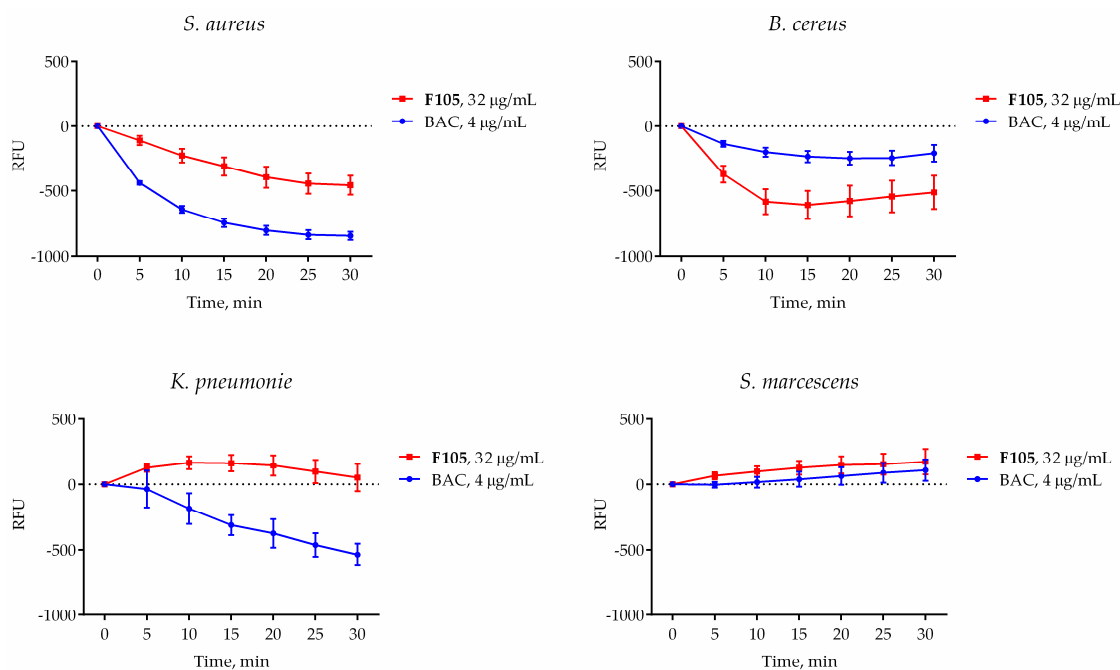 S. aureus
500
0
-500
-1000
RFU
0 5 10 15 20 25 30
Time, min
F105, 32 µg/mL
BAC, 4 µg/mL
B. cereus
500
0
-500
-1000
RFU
0 5 10 15 20 25 30
Time, min
F105, 32 µg/mL
BAC, 4 µg/mL
K. pneumonie
500
0
-500
-1000
RFU
0 5 10 15 20 25 30
Time, min
F105, 32 µg/mL
BAC, 4 µg/mL
S. marcescens
500
0
-500
-1000
RFU
0 5 10 15 20 25 30
Time, min
F105, 32 µg/mL
BAC, 4 µg/mL